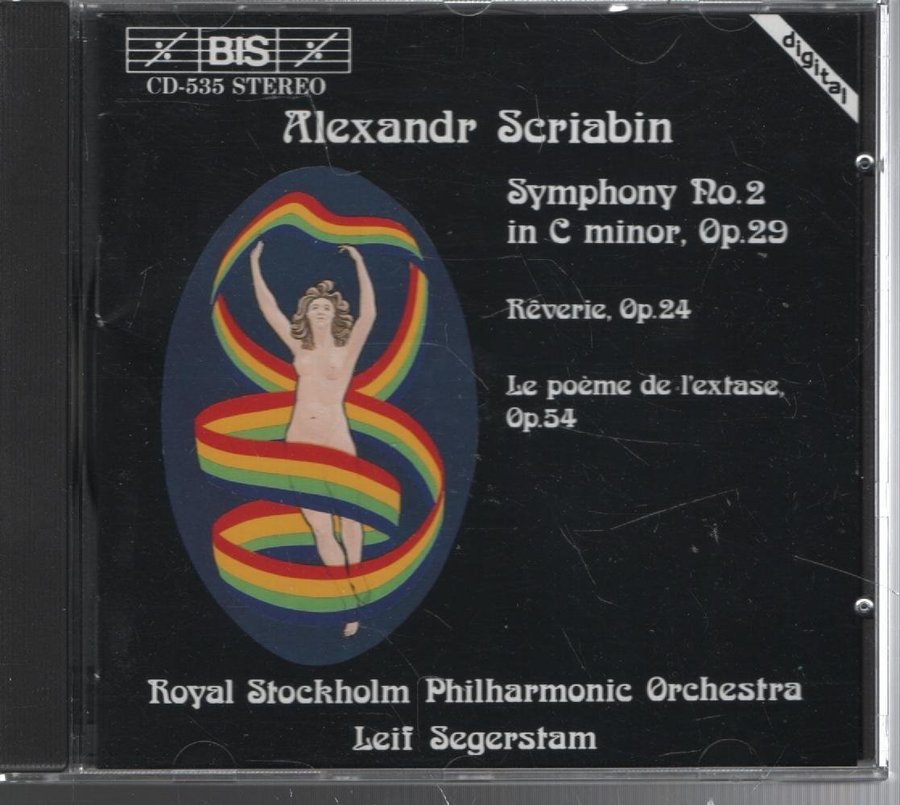 BIS
CD-535 STEREO
digital
Alexandr Scriabin
Symphony No.2
in C minor, Op.29
Rêverie, Op.24
Le poème de l'extase,
Op.54
Royal Stockholm Philharmonic Orchestra
Leif Segerstam